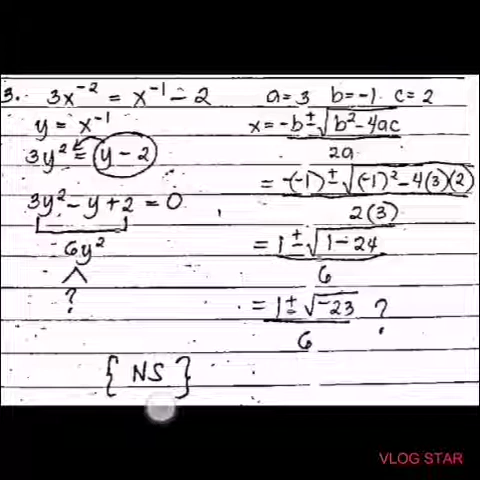 3. 3x⁻² = x⁻¹ - 2
y = x⁻¹
3y² = y - 2
3y² - y + 2 = 0
6y²
?
a=3 b=-1 c=2
x = -b ± √b² - 4ac
2a
= -(-1) ± √(-1)² - 4(3)(2)
2(3)
= 1 ± √1 - 24
6
= 1 ± √-23 ?
6
{ NS }
VLOG STAR